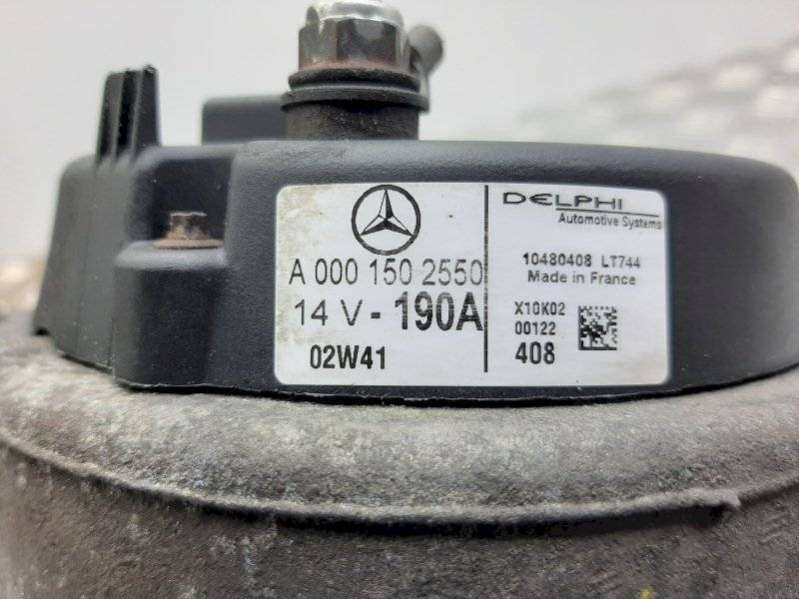 A 000 150 2550
14 V - 190A
02W41
DELPHI
Automotive Systems
10480408 LT744
Made in France
X10K02
00122
408